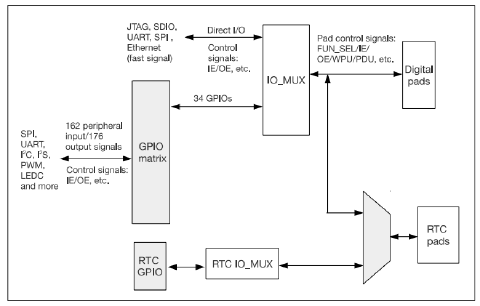 JTAG, SDIO,
UART, SPI ,
Ethernet
(fast signal)
Direct I/O
Control
signals:
IE/OE, etc.
IO_MUX
Pad control signals:
FUN_SEL/IE/
OE/WPU/PDU, etc.
Digital
pads
34 GPIOs
SPI,
UART,
I²C, I²S,
PWM,
LEDC
and more
162 peripheral
input/176
output signals
Control signals:
IE/OE, etc.
GPIO
matrix
RTC
GPIO
RTC IO_MUX
RTC
pads